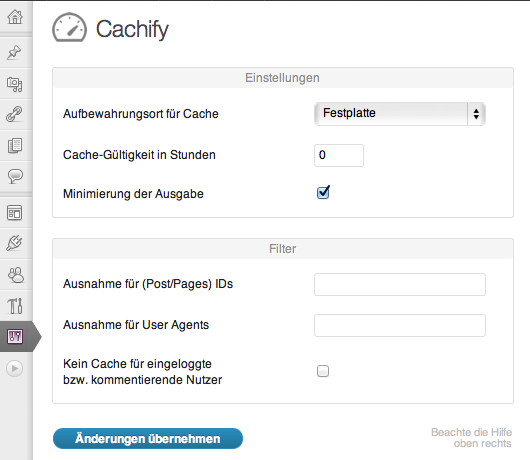 Cachify
Einstellungen
Aufbewahrungsort für Cache
Festplatte
Cache-Gültigkeit in Stunden
0
Minimierung der Ausgabe
Filter
Ausnahme für (Post/Pages) IDs
Ausnahme für User Agents
Kein Cache für eingeloggte
bzw. kommentierende Nutzer
Änderungen übernehmen
Beachte die Hilfe
oben rechts